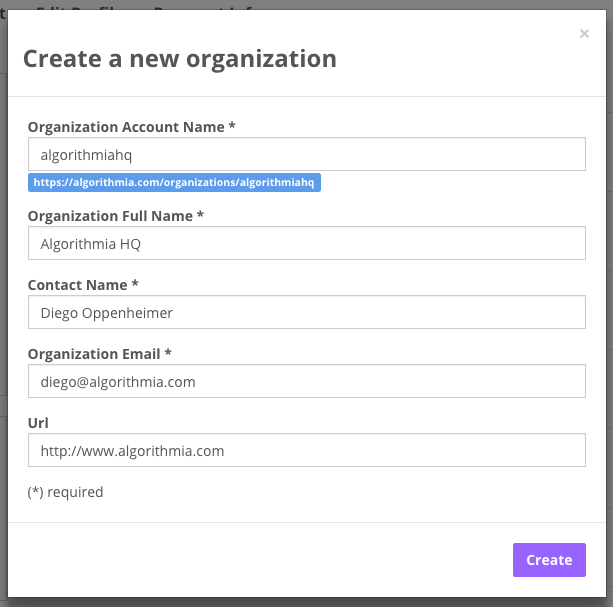 ×
Create a new organization
Organization Account Name *
algorithmiahq
https://algorithmia.com/organizations/algorithmiahq
Organization Full Name *
Algorithmia HQ
Contact Name *
Diego Oppenheimer
Organization Email *
diego@algorithmia.com
Url
http://www.algorithmia.com
(*) required
Create